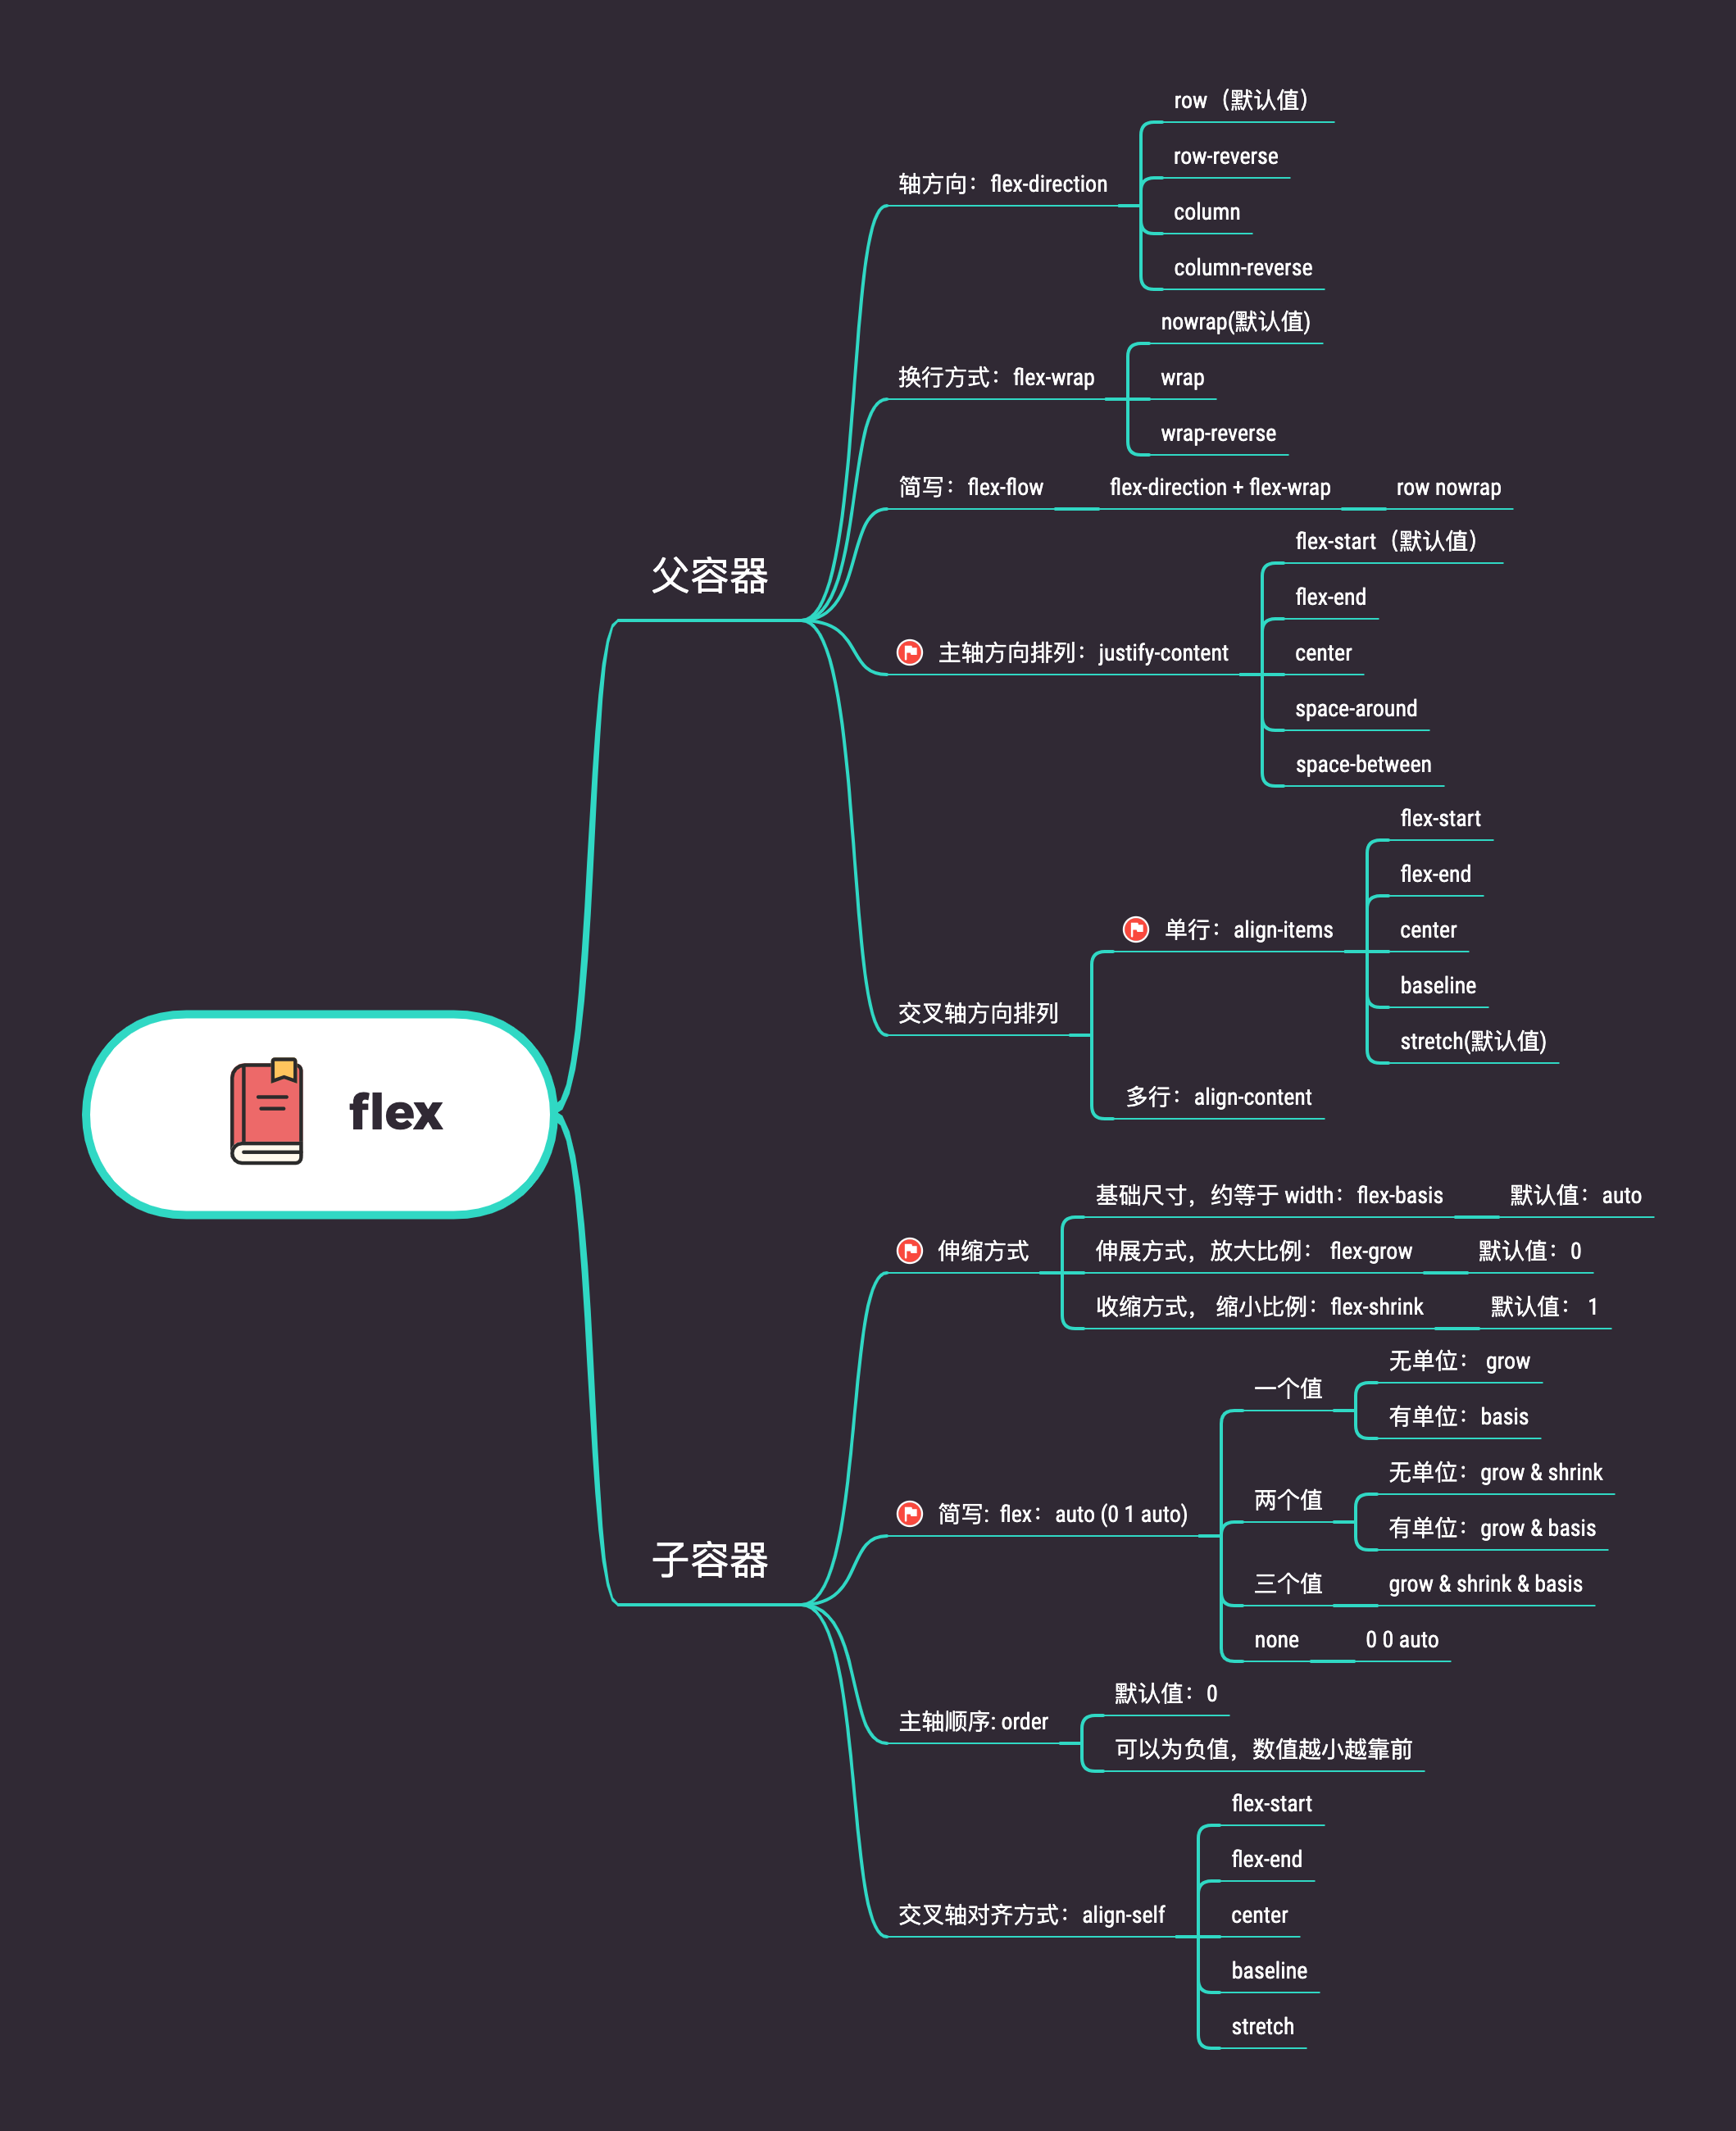 flex
父容器
轴方向：flex-direction
row（默认值）
row-reverse
column
column-reverse
换行方式：flex-wrap
nowrap(默认值)
wrap
wrap-reverse
简写：flex-flow
flex-direction + flex-wrap
row nowrap
主轴方向排列：justify-content
flex-start（默认值）
flex-end
center
space-around
space-between
交叉轴方向排列
单行：align-items
flex-start
flex-end
center
baseline
stretch(默认值)
多行：align-content
子容器
伸缩方式
基础尺寸，约等于 width：flex-basis
默认值：auto
伸展方式，放大比例： flex-grow
默认值：0
收缩方式， 缩小比例：flex-shrink
默认值： 1
简写: flex：auto (0 1 auto)
一个值
无单位： grow
有单位：basis
两个值
无单位：grow & shrink
有单位：grow & basis
三个值
grow & shrink & basis
none
0 0 auto
主轴顺序: order
默认值：0
可以为负值，数值越小越靠前
交叉轴对齐方式：align-self
flex-start
flex-end
center
baseline
stretch